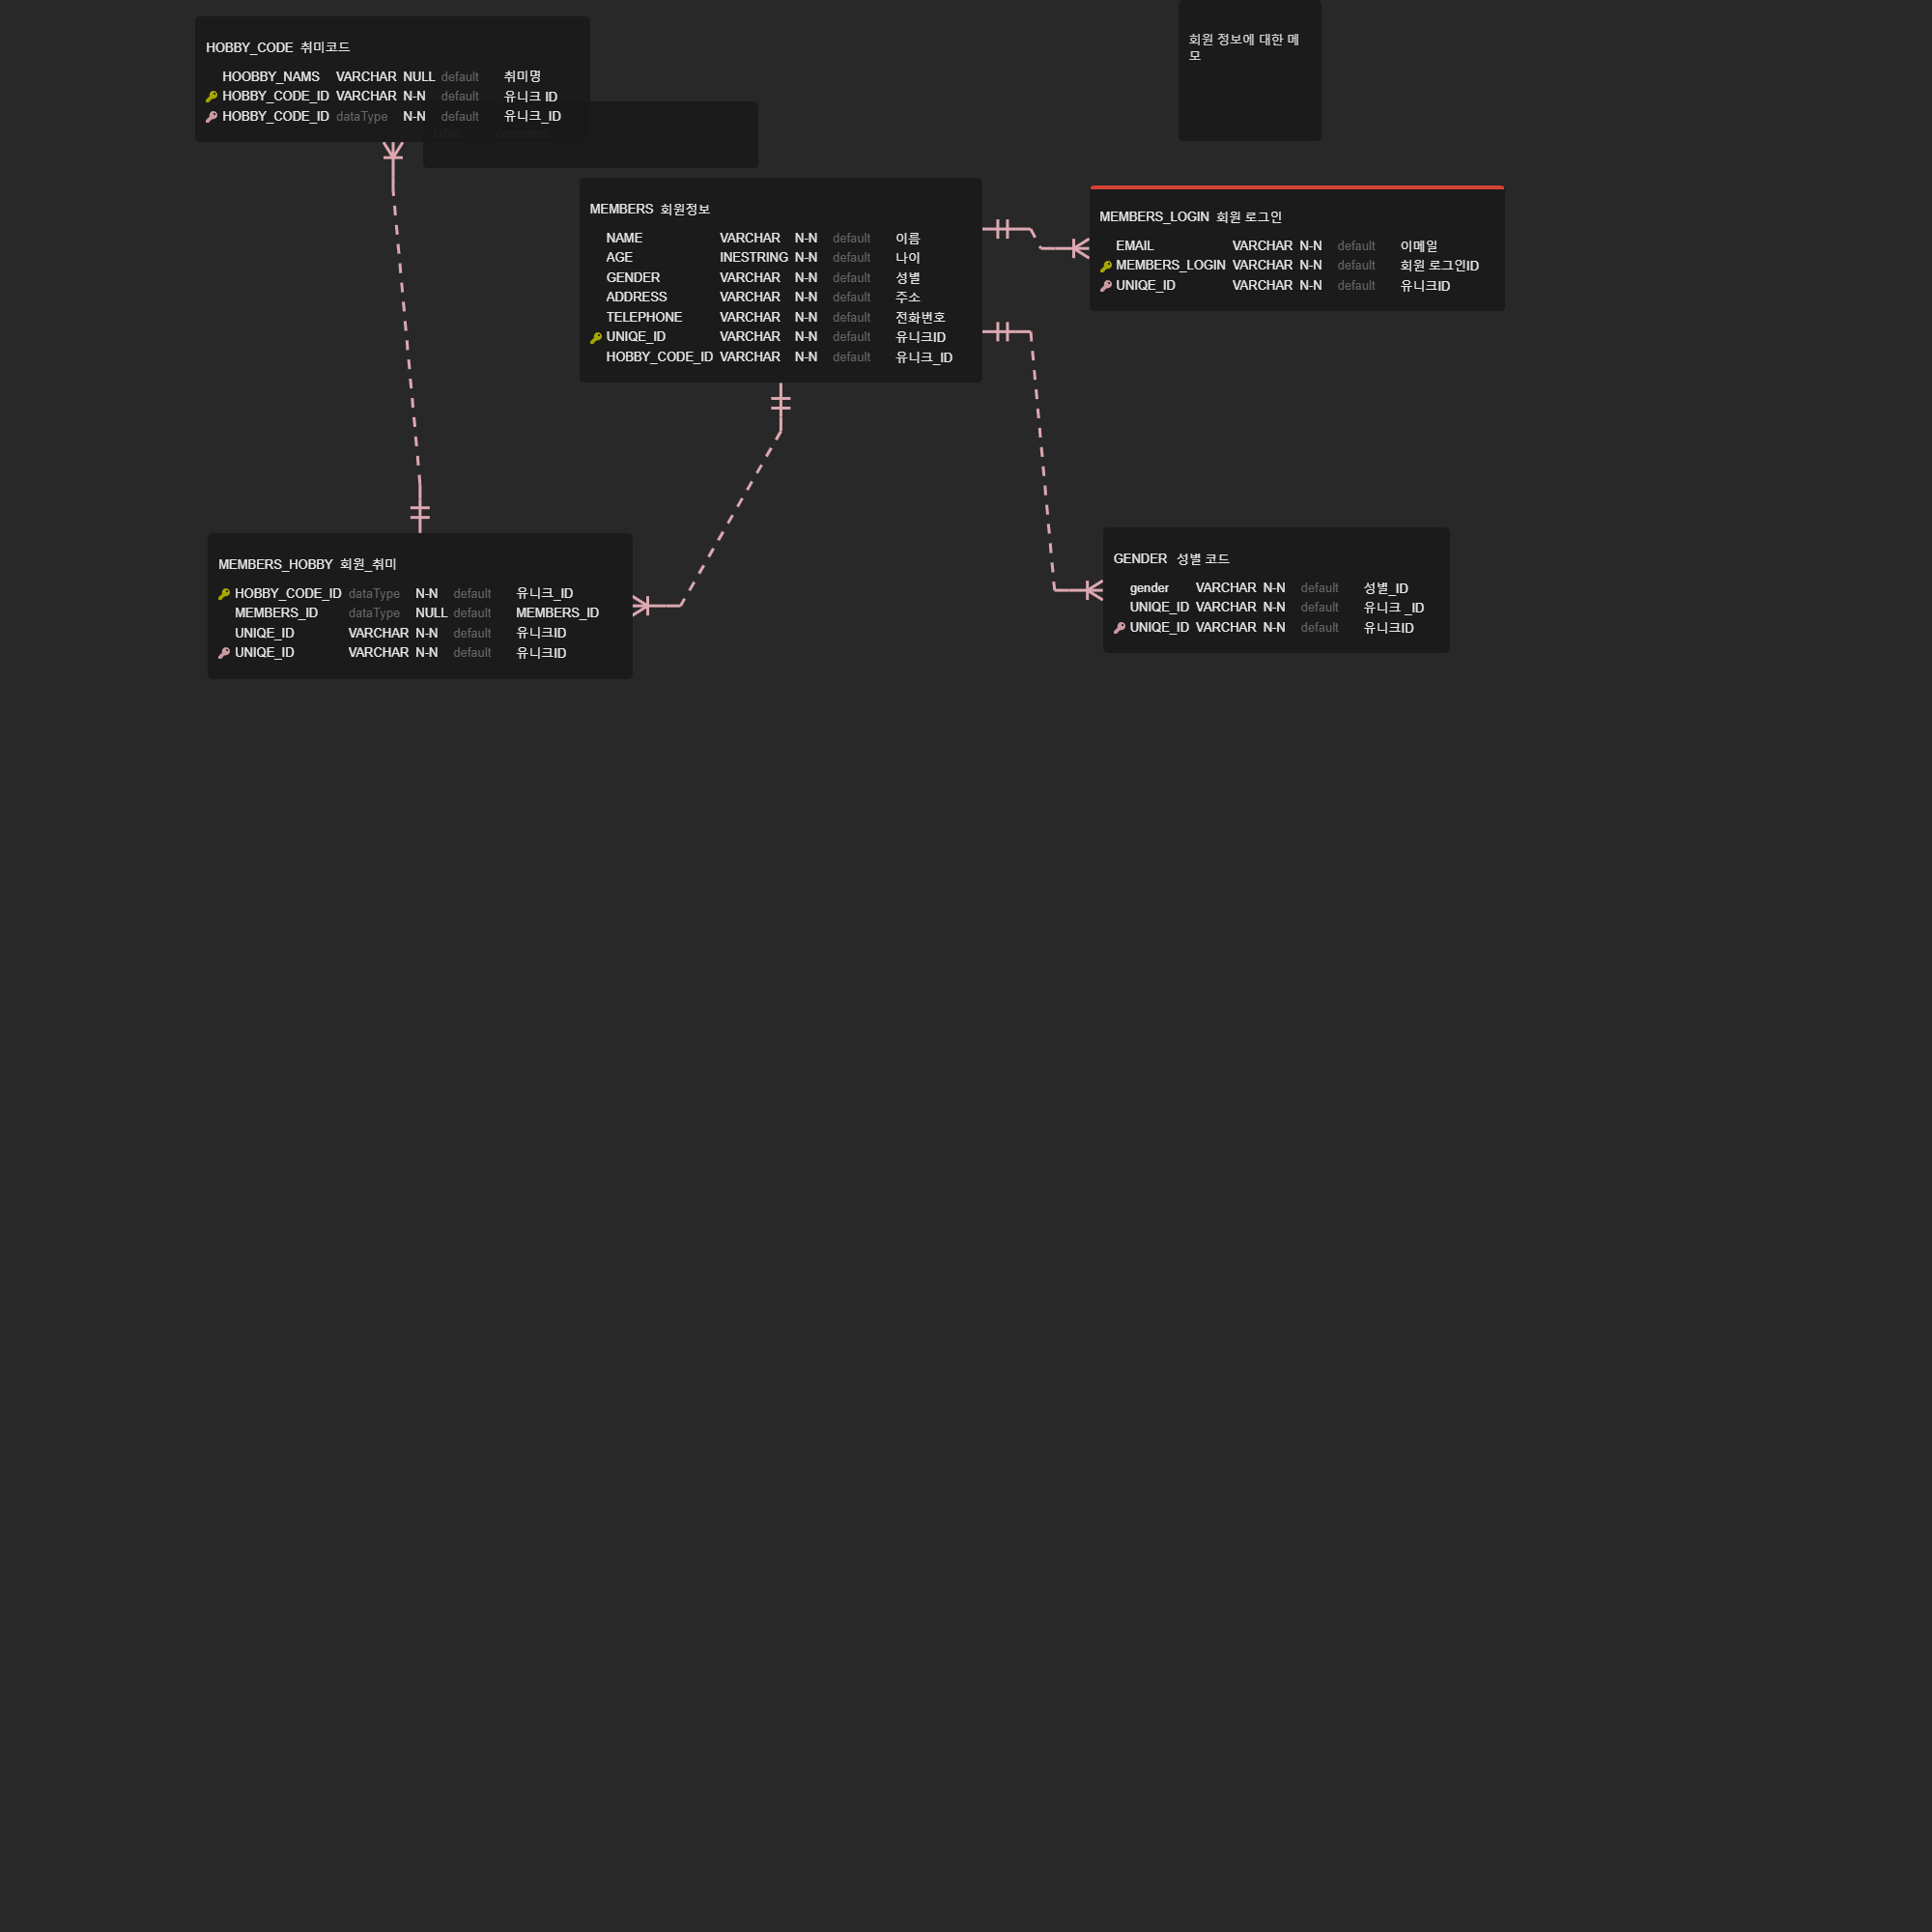 HOBBY_CODE 취미코드
HOOBBY_NAMS VARCHAR NULL default 취미명
HOBBY_CODE_ID VARCHAR N-N default 유니크 ID
HOBBY_CODE_ID dataType N-N default 유니크_ID
table comment
회원 정보에 대한 메
모
MEMBERS 회원정보
NAME VARCHAR N-N default 이름
AGE INESTRING N-N default 나이
GENDER VARCHAR N-N default 성별
ADDRESS VARCHAR N-N default 주소
TELEPHONE VARCHAR N-N default 전화번호
UNIQE_ID VARCHAR N-N default 유니크ID
HOBBY_CODE_ID VARCHAR N-N default 유니크_ID
MEMBERS_LOGIN 회원 로그인
EMAIL VARCHAR N-N default 이메일
MEMBERS_LOGIN VARCHAR N-N default 회원 로그인ID
UNIQE_ID VARCHAR N-N default 유니크ID
MEMBERS_HOBBY 회원_취미
HOBBY_CODE_ID dataType N-N default 유니크_ID
MEMBERS_ID dataType NULL default MEMBERS_ID
UNIQE_ID VARCHAR N-N default 유니크ID
UNIQE_ID VARCHAR N-N default 유니크ID
GENDER 성별 코드
gender VARCHAR N-N default 성별_ID
UNIQE_ID VARCHAR N-N default 유니크 _ID
UNIQE_ID VARCHAR N-N default 유니크ID